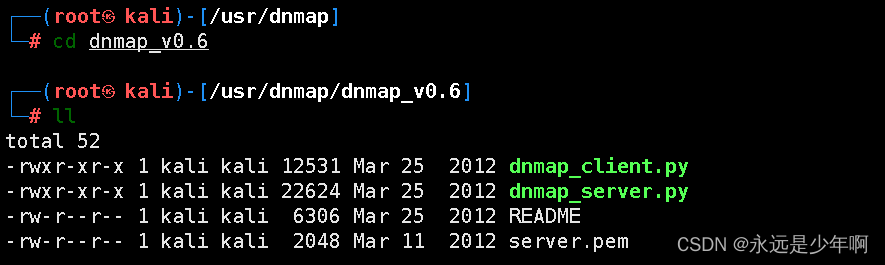 ┌──(root㉿ kali)-[/usr/dnmap]
└─# cd dnmap_v0.6
┌──(root㉿ kali)-[/usr/dnmap/dnmap_v0.6]
└─# ll
total 52
-rwxr-xr-x 1 kali kali 12531 Mar 25  2012 dnmap_client.py
-rwxr-xr-x 1 kali kali 22624 Mar 25  2012 dnmap_server.py
-rw-r--r-- 1 kali kali  6306 Mar 25  2012 README
-rw-r--r-- 1 kali kali  2048 Mar 11  2012 server.pem
CSDN @永远是少年啊